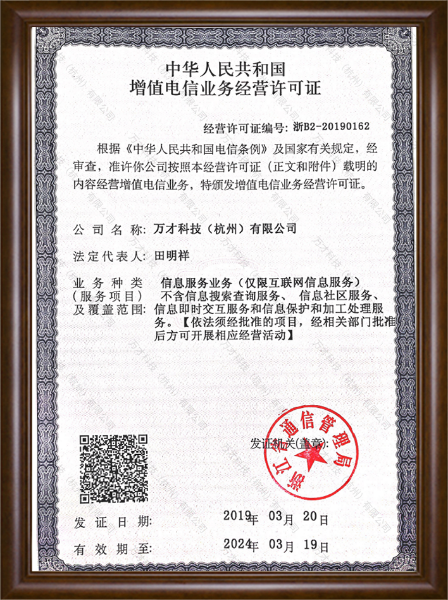 中华人民共和国
增值电信业务经营许可证
经营许可证编号: 浙B2-20190162
根据《中华人民共和国电信条例》及国家有关规定，经
审查，准许你公司按照本经营许可证（正文和附件）载明的
内容经营增值电信业务，特颁发增值电信业务经营许可证。
公司名称: 万才科技（杭州）有限公司
法定代表人: 田明祥
业务种类 信息服务业务（仅限互联网信息服务）
(服务项目) 不含信息搜索查询服务、信息社区服务、
及覆盖范围: 信息即时交互服务和信息保护和加工处理服
务。【依法须经批准的项目，经相关部门批准
后方可开展相应经营活动】
发证机关(盖章):
浙江省通信管理局
发证日期: 2019年 03月 20日
有效期至: 2024年 03月 19日